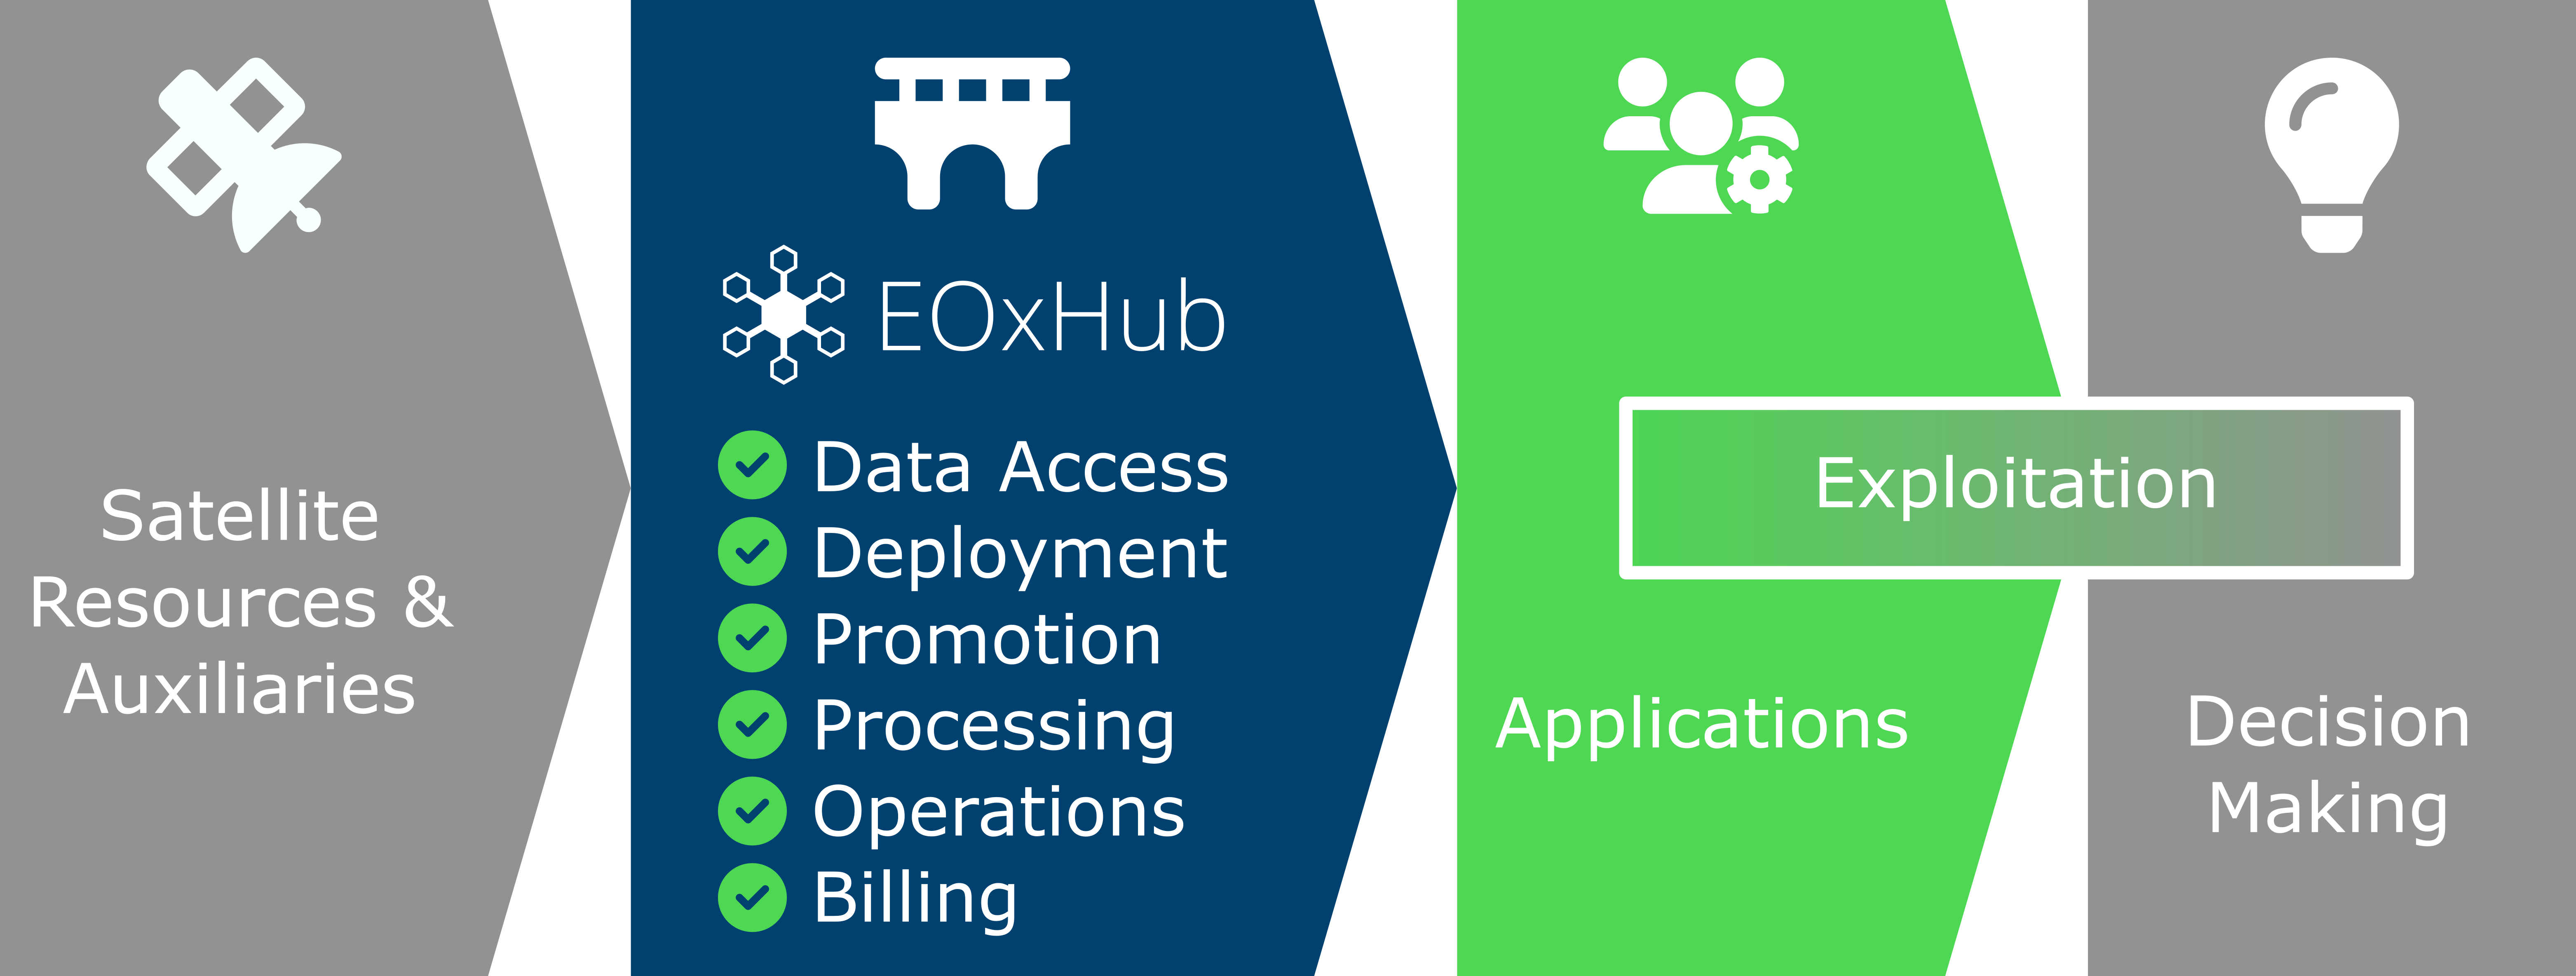 Satellite
Resources &
Auxiliaries
EOxHub
Data Access
Deployment
Promotion
Processing
Operations
Billing
Exploitation
Applications
Decision
Making